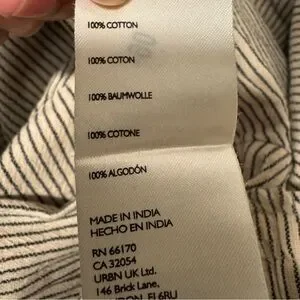 100% COTTON
100% COTON
100% BAUMWOLLE
100% COTONE
100% ALGODÓN
MADE IN INDIA
HECHO EN INDIA
RN 66170
CA 32054
URBN UK Ltd.
146 Brick Lane,
LONDON, E1 6RU